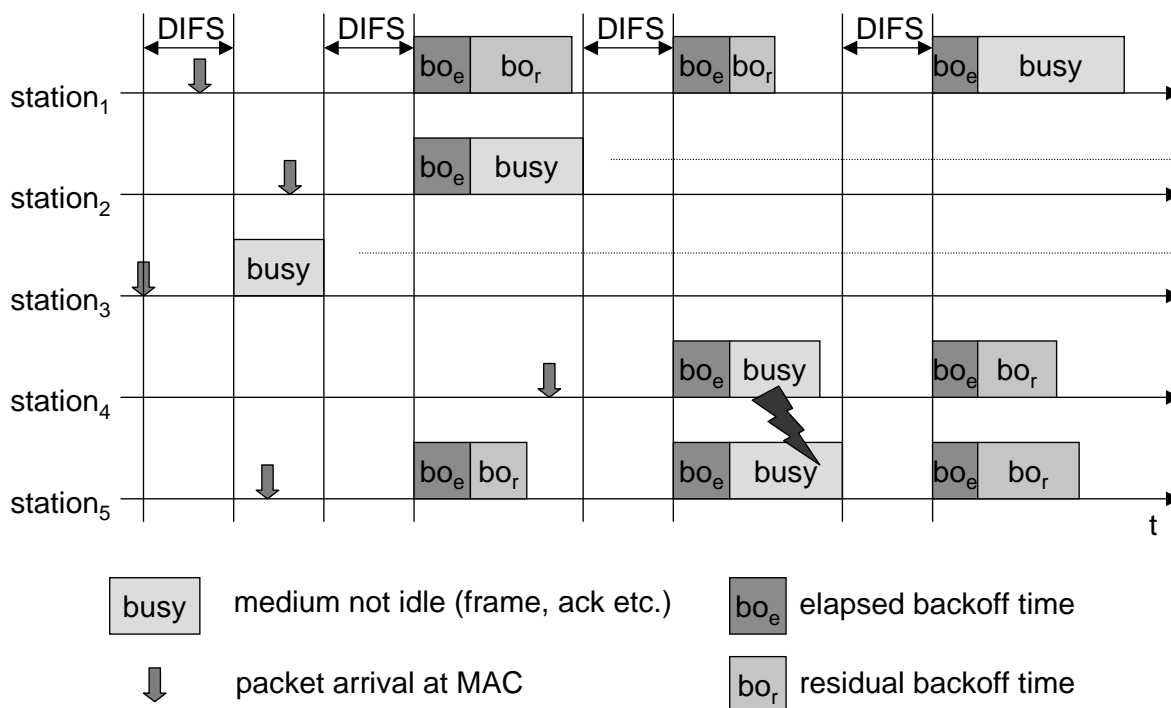 DIFS DIFS DIFS DIFS
station₁ boₑ boᵣ boₑ boᵣ boₑ busy
station₂ boₑ busy
station₃ busy
station₄ boₑ busy boₑ boᵣ
station₅ boₑ boᵣ boₑ busy boₑ boᵣ
t
busy medium not idle (frame, ack etc.) boₑ elapsed backoff time
packet arrival at MAC boᵣ residual backoff time